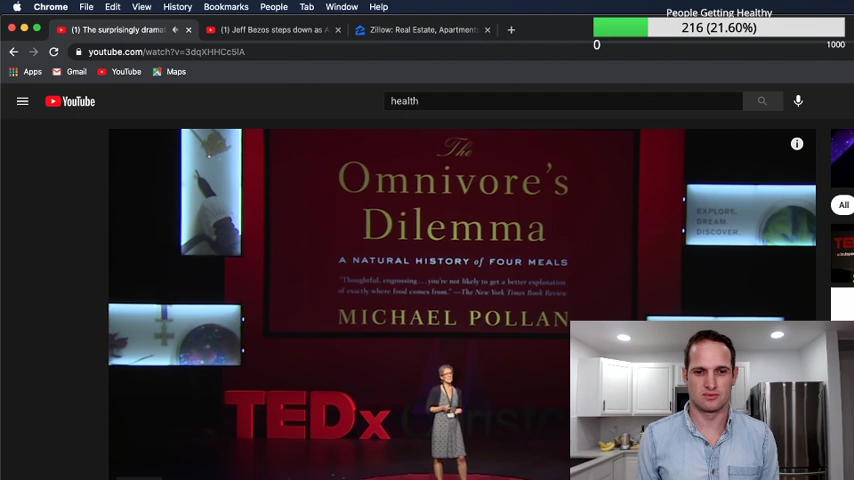 Chrome File Edit View History Bookmarks People Tab Window Help
People Getting Healthy
216 (21.60%)
0 1000
(1) The surprisingly dramat
(1) Jeff Bezos steps down as A
Zillow: Real Estate, Apartment
youtube.com/watch?v=3dqXHHCc5lA
Apps Gmail YouTube Maps
YouTube
health
The
Omnivore's
Dilemma
A NATURAL HISTORY of FOUR MEALS
"Thoughtful, engrossing ...you're not likely to get a better explanation
of exactly where food comes from." —The New York Times Book Review
MICHAEL POLLAN
EXPLORE.
DREAM.
DISCOVER.
All
TED
TEDx